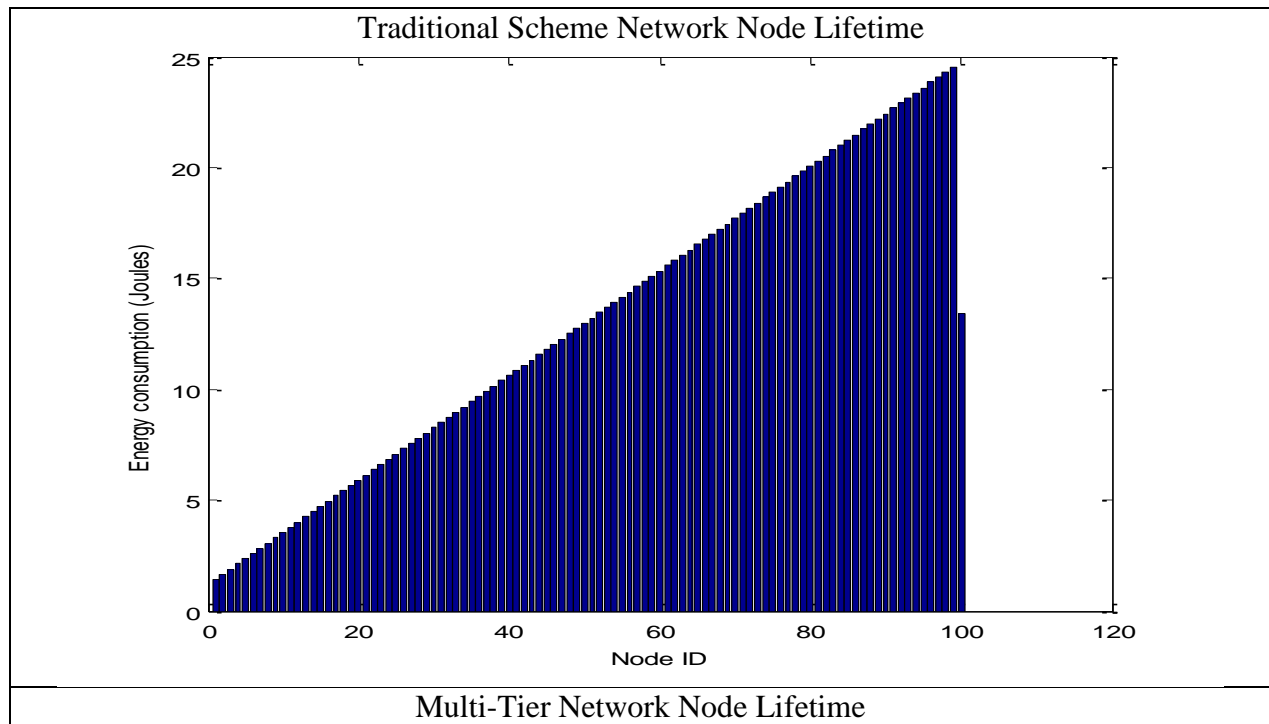 Traditional Scheme Network Node Lifetime
25
20
15
10
5
0
Energy consumption (Joules)
0 20 40 60 80 100 120
Node ID
Multi-Tier Network Node Lifetime